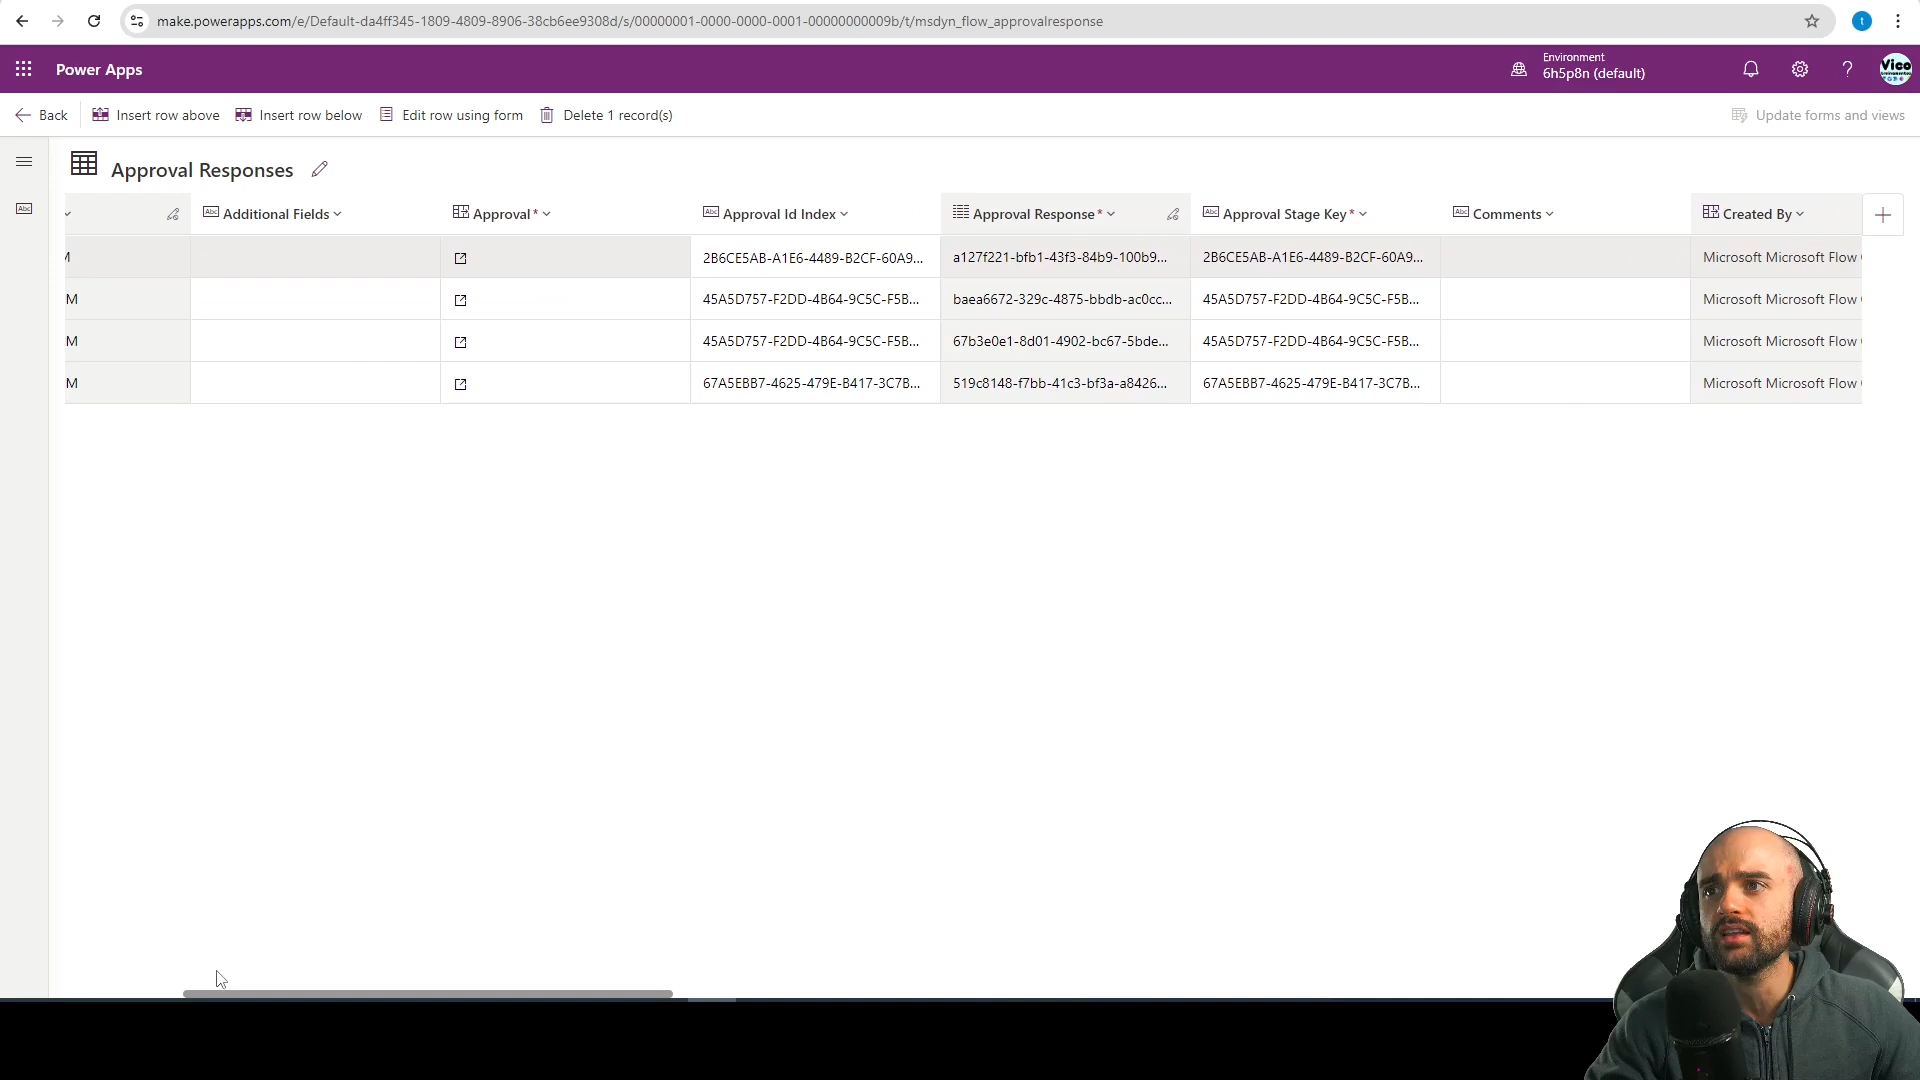 make.powerapps.com/e/Default-da4ff345-1809-4809-8906-38cb6ee9308d/s/00000001-0000-0000-0001-00000000009b/t/msdyn_flow_approvalresponse
t
Power Apps
Environment
6h5p8n (default)
?
Vico
Back
Insert row above
Insert row below
Edit row using form
Delete 1 record(s)
Update forms and views
Approval Responses
Abc
Abc Additional Fields
Approval *
Abc Approval Id Index
Approval Response *
Abc Approval Stage Key *
Abc Comments
Created By
2B6CE5AB-A1E6-4489-B2CF-60A9... a127f221-bfb1-43f3-84b9-100b9... 2B6CE5AB-A1E6-4489-B2CF-60A9... Microsoft Microsoft Flow
M 45A5D757-F2DD-4B64-9C5C-F5B... baea6672-329c-4875-bbdb-ac0cc... 45A5D757-F2DD-4B64-9C5C-F5B... Microsoft Microsoft Flow
M 45A5D757-F2DD-4B64-9C5C-F5B... 67b3e0e1-8d01-4902-bc67-5bde... 45A5D757-F2DD-4B64-9C5C-F5B... Microsoft Microsoft Flow
M 67A5EBB7-4625-479E-B417-3C7B... 519c8148-f7bb-41c3-bf3a-a8426... 67A5EBB7-4625-479E-B417-3C7B... Microsoft Microsoft Flow